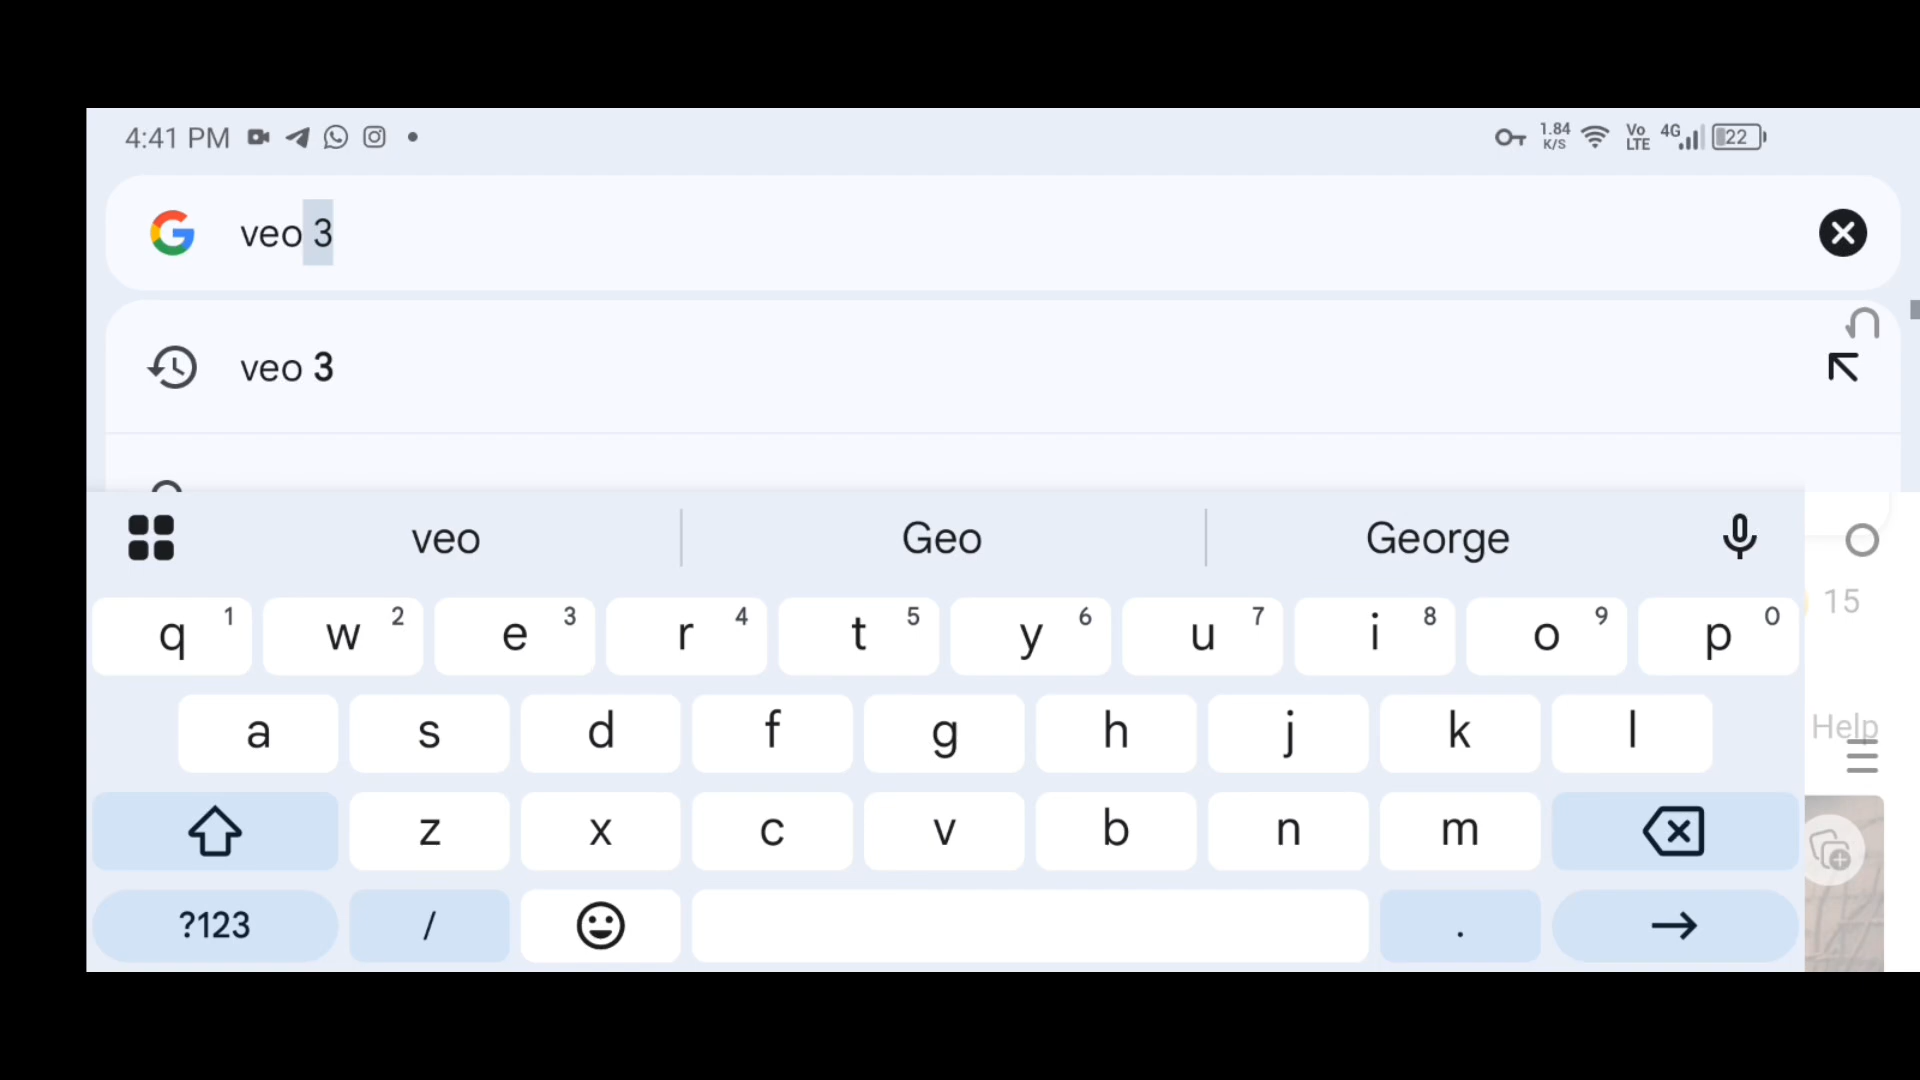 4:41 PM 1.84 K/S Vo LTE 4G 22
veo 3
veo 3
veo Geo George
q 1 w 2 e 3 r 4 t 5 y 6 u 7 i 8 o 9 p 0
15
a s d f g h j k l
Help
z x c v b n m
?123 / .